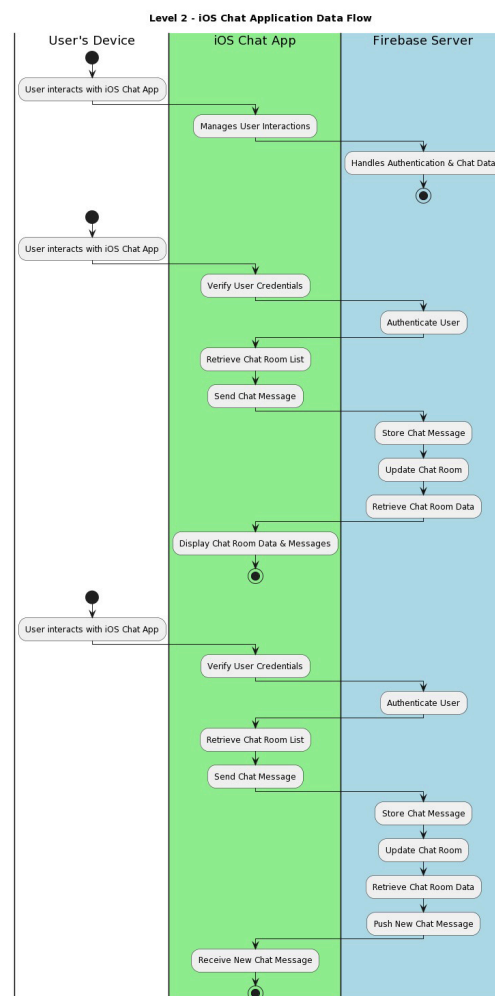 Level 2 - iOS Chat Application Data Flow
User's Device
iOS Chat App
Firebase Server
User interacts with iOS Chat App
Manages User Interactions
Handles Authentication & Chat Data
User interacts with iOS Chat App
Verify User Credentials
Authenticate User
Retrieve Chat Room List
Send Chat Message
Store Chat Message
Update Chat Room
Retrieve Chat Room Data
Display Chat Room Data & Messages
User interacts with iOS Chat App
Verify User Credentials
Authenticate User
Retrieve Chat Room List
Send Chat Message
Store Chat Message
Update Chat Room
Retrieve Chat Room Data
Push New Chat Message
Receive New Chat Message